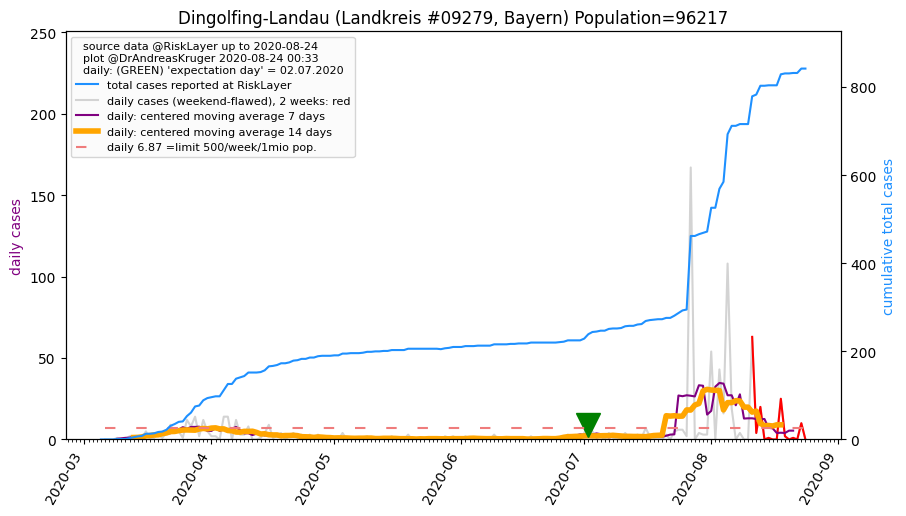 Dingolfing-Landau (Landkreis #09279, Bayern) Population=96217
source data @RiskLayer up to 2020-08-24
plot @DrAndreasKruger 2020-08-24 00:33
daily: (GREEN) 'expectation day' = 02.07.2020
total cases reported at RiskLayer
daily cases (weekend-flawed), 2 weeks: red
daily: centered moving average 7 days
daily: centered moving average 14 days
daily 6.87 =limit 500/week/1mio pop.
daily cases
250
200
150
100
50
0
cumulative total cases
800
600
400
200
0
2020-03
2020-04
2020-05
2020-06
2020-07
2020-08
2020-09